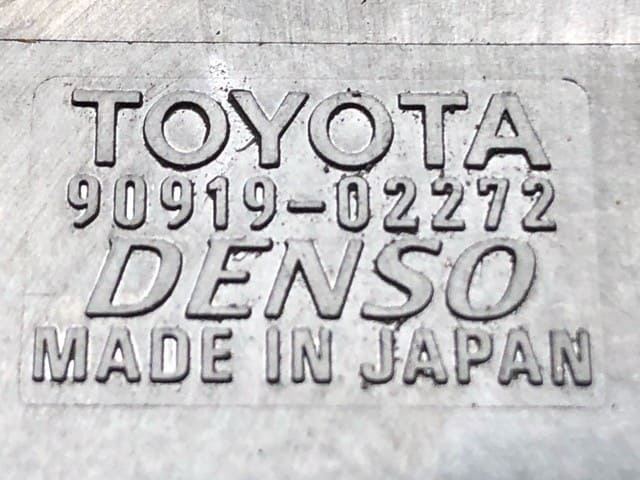 TOYOTA
90919-02272
DENSO
MADE IN JAPAN